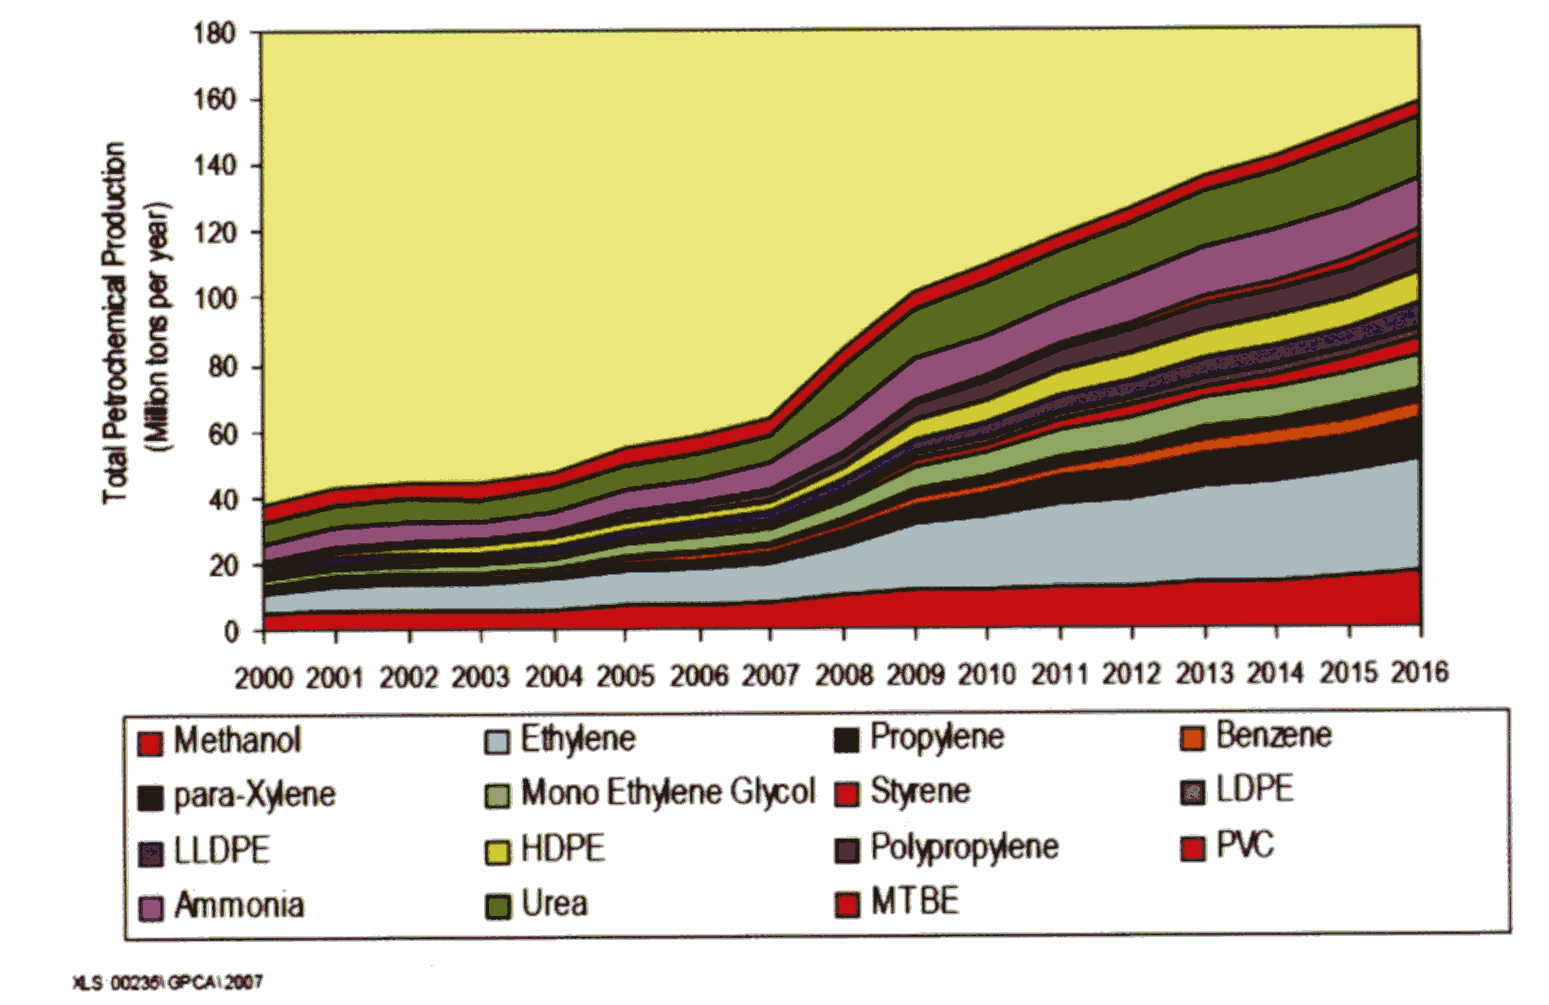 Total Petrochemical Production
(Million tons per year)
180
160
140
120
100
80
60
40
20
0
2000 2001 2002 2003 2004 2005 2006 2007 2008 2009 2010 2011 2012 2013 2014 2015 2016
Methanol Ethylene Propylene Benzene
para-Xylene Mono Ethylene Glycol Styrene LDPE
LLDPE HDPE Polypropylene PVC
Ammonia Urea MTBE
XLS 00235\GPCA\2007